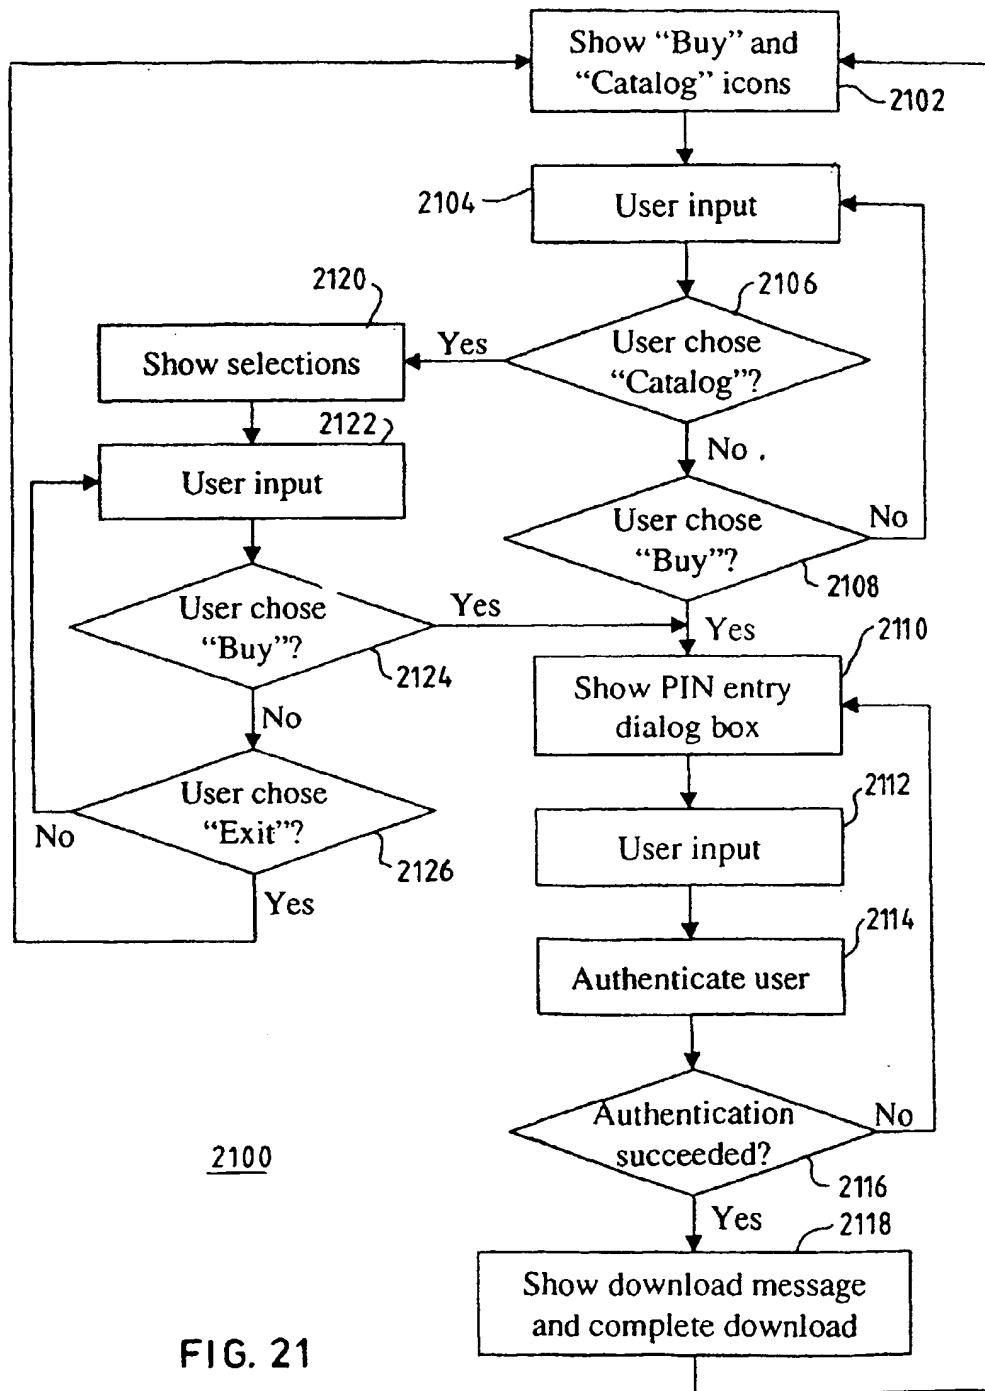 Show “Buy” and
“Catalog” icons
2102
2104
User input
2106
User chose
“Catalog”?
Yes
No .
2120
Show selections
2122
User input
User chose
“Buy”?
No
2108
Yes
User chose
“Buy”?
Yes
2124
No
User chose
“Exit”?
No
2126
Yes
2110
Show PIN entry
dialog box
2112
User input
2114
Authenticate user
Authentication
succeeded?
No
2116
Yes
2118
Show download message
and complete download
2100
FIG. 21